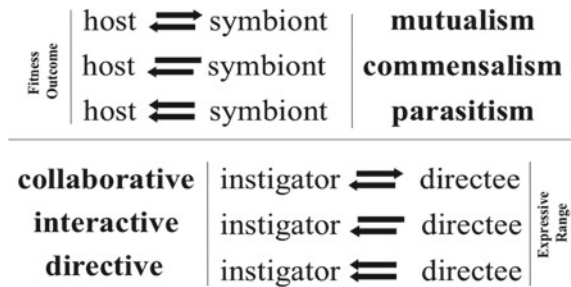 Fitness
Outcome
host symbiont mutualism
host symbiont commensalism
host symbiont parasitism
collaborative instigator directee
interactive instigator directee
directive instigator directee
Expressive
Range